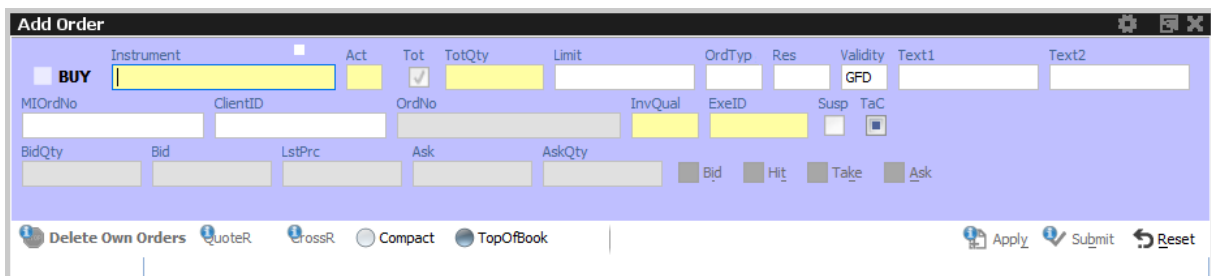 Add Order
Instrument Act Tot TotQty Limit OrdTyp Res Validity Text1 Text2
BUY GFD
MIOrdNo ClientID OrdNo InvQual ExeID Susp TaC
BidQty Bid LstPrc Ask AskQty
Bid Hit Take Ask
Delete Own Orders QuoteR CrossR Compact TopOfBook Apply Submit Reset